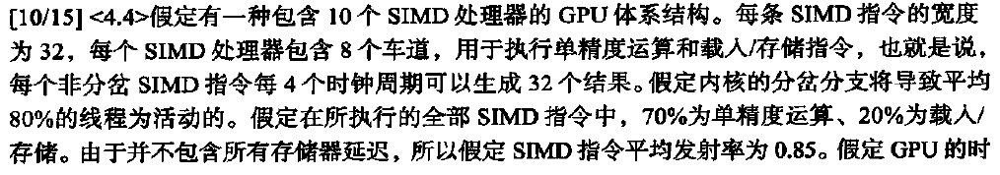 [10/15] <4.4>假定有一种包含 10 个 SIMD 处理器的 GPU 体系结构。每条 SIMD 指令的宽度
为 32，每个 SIMD 处理器包含 8 个车道，用于执行单精度运算和载入/存储指令，也就是说，
每个非分岔 SIMD 指令每 4 个时钟周期可以生成 32 个结果。假定内核的分岔分支将导致平均
80%的线程为活动的。假定在所执行的全部 SIMD 指令中，70%为单精度运算、20%为载入/
存储。由于并不包含所有存储器延迟，所以假定 SIMD 指令平均发射率为 0.85。假定 GPU 的时